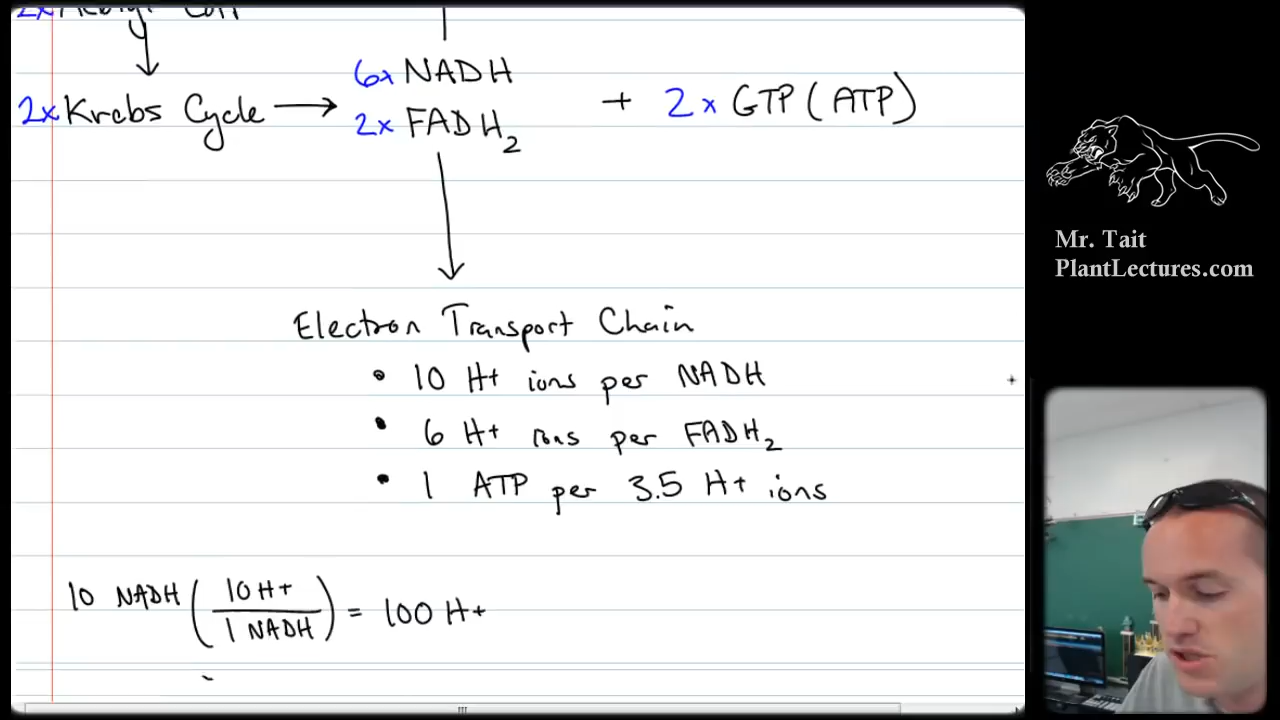 2x Krebs Cycle → 6x NADH
2x FADH₂
+ 2x GTP (ATP)
Electron Transport Chain
• 10 H+ ions per NADH
• 6 H+ ions per FADH₂
• 1 ATP per 3.5 H+ ions
10 NADH (10 H+ / 1 NADH) = 100 H+
Mr. Tait
PlantLectures.com